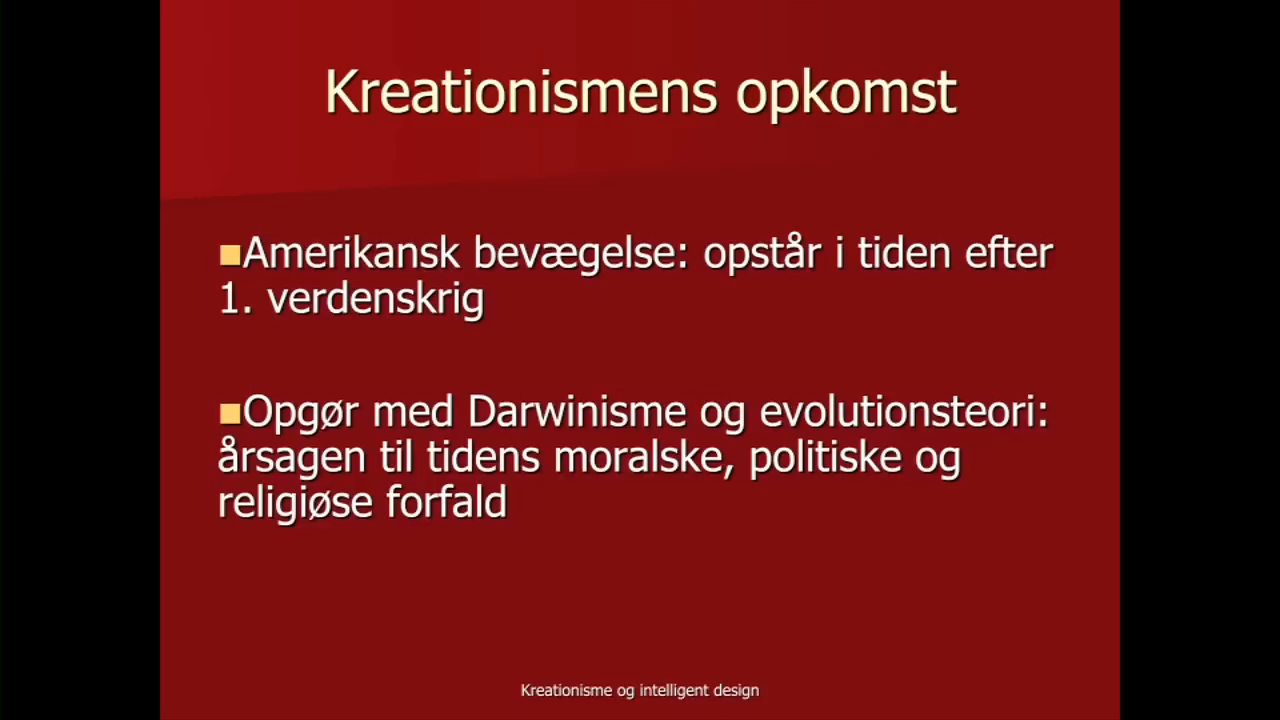 Kreationismens opkomst
Amerikansk bevægelse: opstår i tiden efter
1. verdenskrig
Opgør med Darwinisme og evolutionsteori:
årsagen til tidens moralske, politiske og
religiøse forfald
Kreationisme og intelligent design